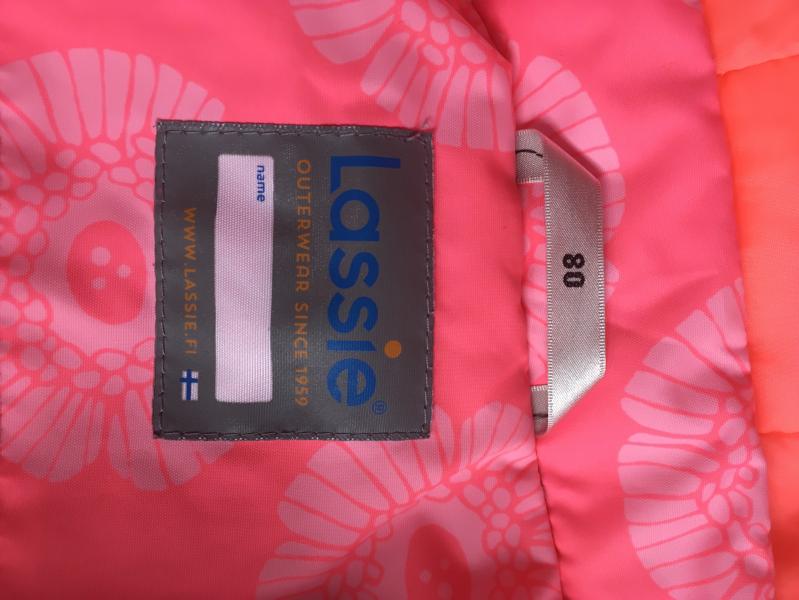 Lassie®
OUTERWEAR SINCE 1959
name
WWW.LASSIE.FI
80